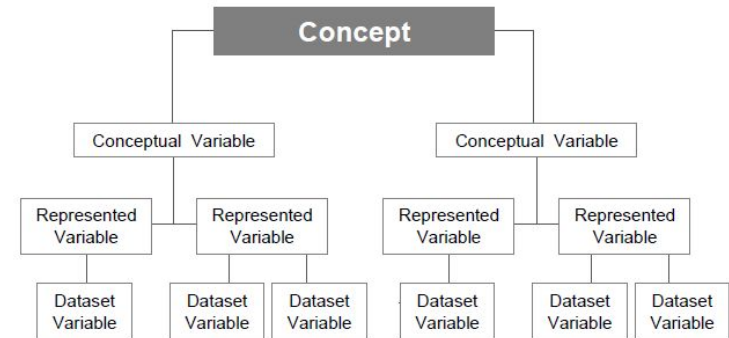 Concept
Conceptual Variable
Conceptual Variable
Represented
Variable
Represented
Variable
Represented
Variable
Represented
Variable
Dataset
Variable
Dataset
Variable
Dataset
Variable
Dataset
Variable
Dataset
Variable
Dataset
Variable